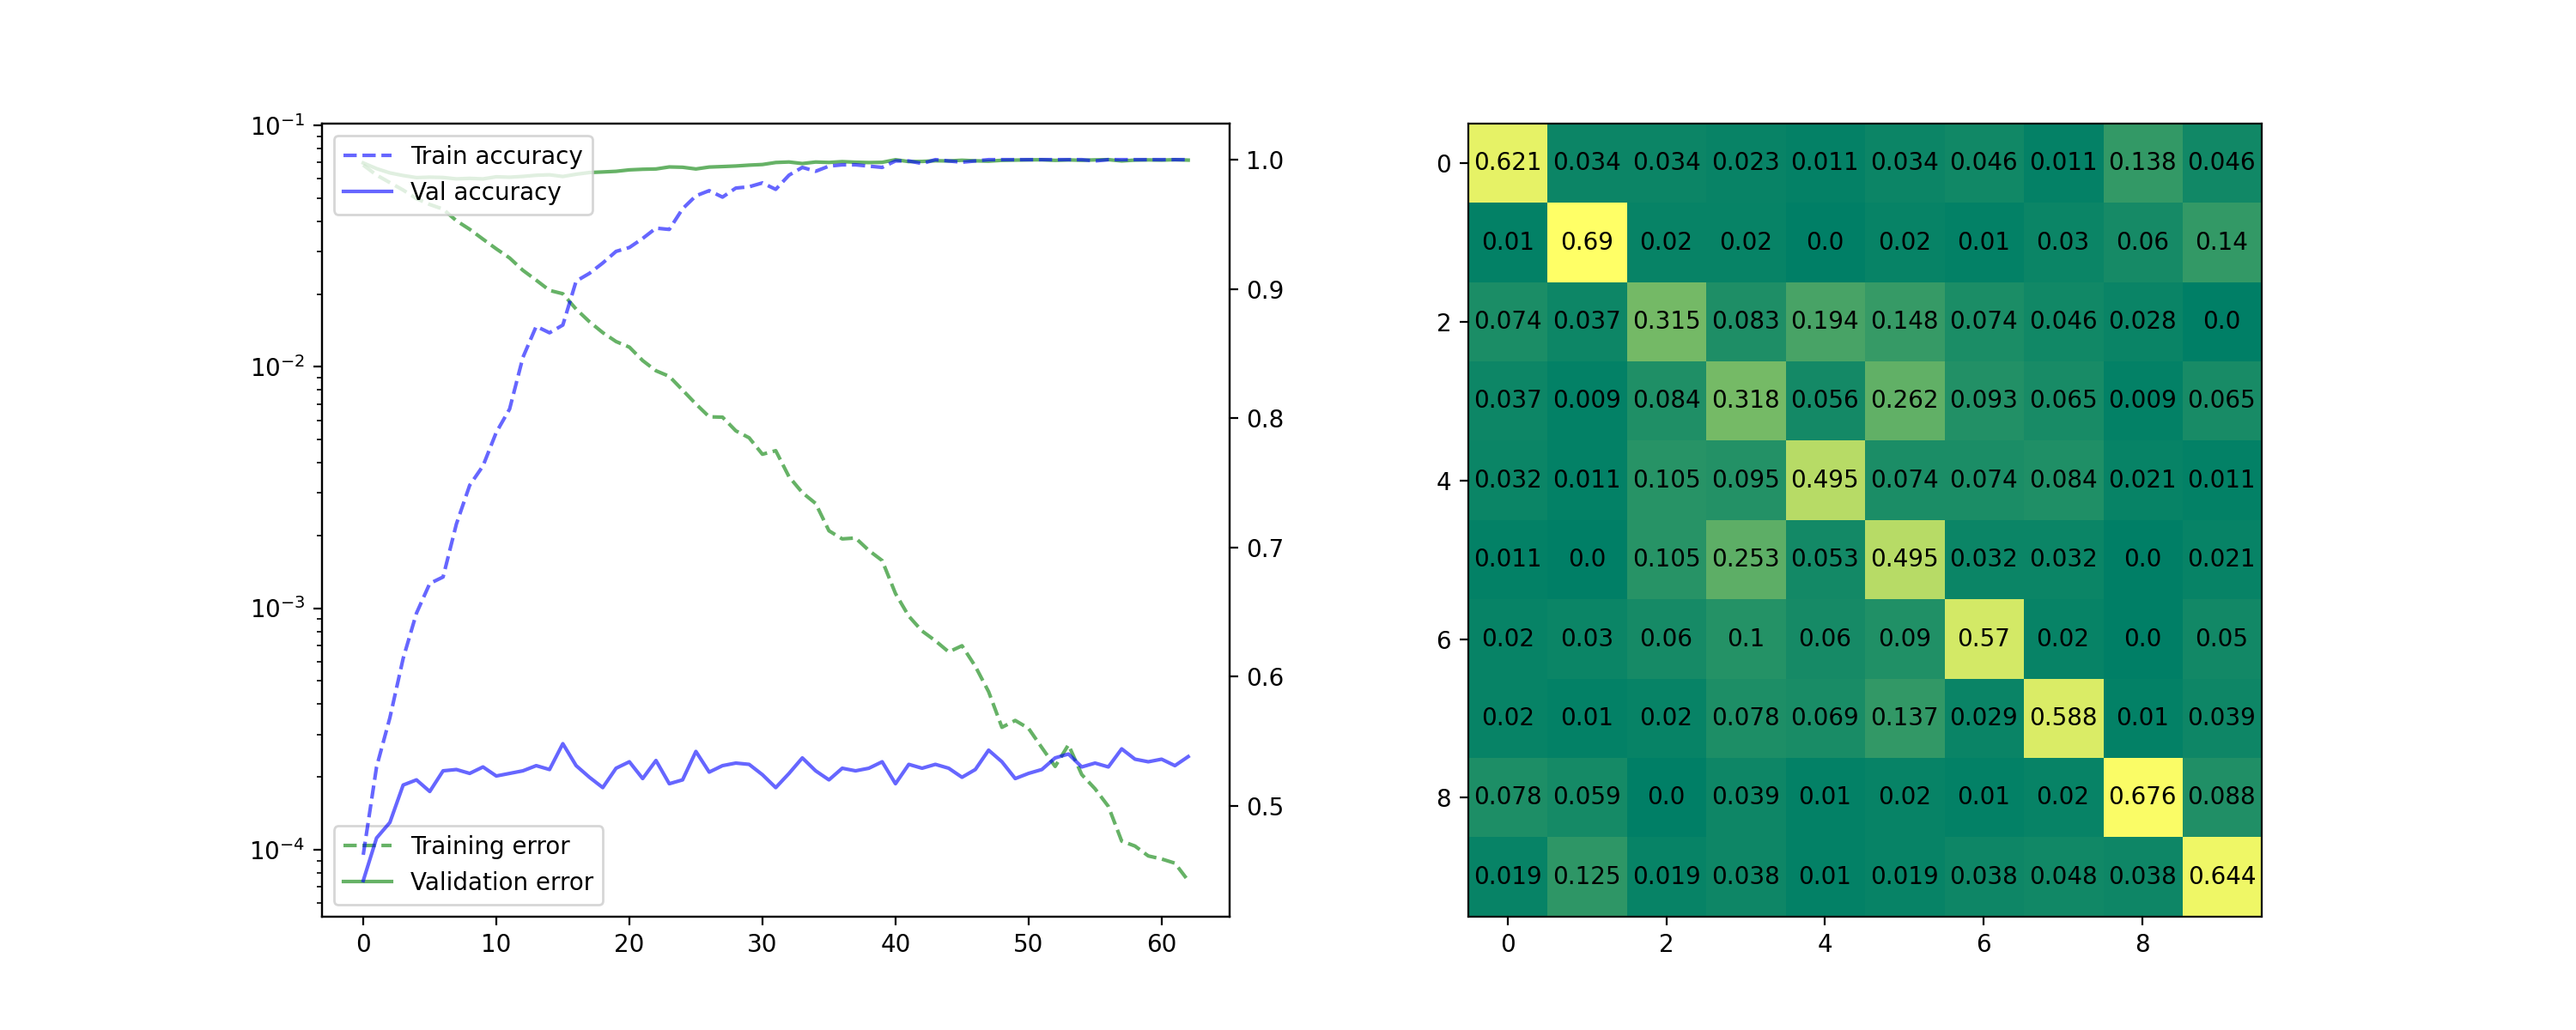 10⁻¹
10⁻²
10⁻³
10⁻⁴
Train accuracy
Val accuracy
Training error
Validation error
1.0
0.9
0.8
0.7
0.6
0.5
0 10 20 30 40 50 60
0 0.621 0.034 0.034 0.023 0.011 0.034 0.046 0.011 0.138 0.046
0.01 0.69 0.02 0.02 0.0 0.02 0.01 0.03 0.06 0.14
2 0.074 0.037 0.315 0.083 0.194 0.148 0.074 0.046 0.028 0.0
0.037 0.009 0.084 0.318 0.056 0.262 0.093 0.065 0.009 0.065
4 0.032 0.011 0.105 0.095 0.495 0.074 0.074 0.084 0.021 0.011
0.011 0.0 0.105 0.253 0.053 0.495 0.032 0.032 0.0 0.021
6 0.02 0.03 0.06 0.1 0.06 0.09 0.57 0.02 0.0 0.05
0.02 0.01 0.02 0.078 0.069 0.137 0.029 0.588 0.01 0.039
8 0.078 0.059 0.0 0.039 0.01 0.02 0.01 0.02 0.676 0.088
0.019 0.125 0.019 0.038 0.01 0.019 0.038 0.048 0.038 0.644
0 2 4 6 8